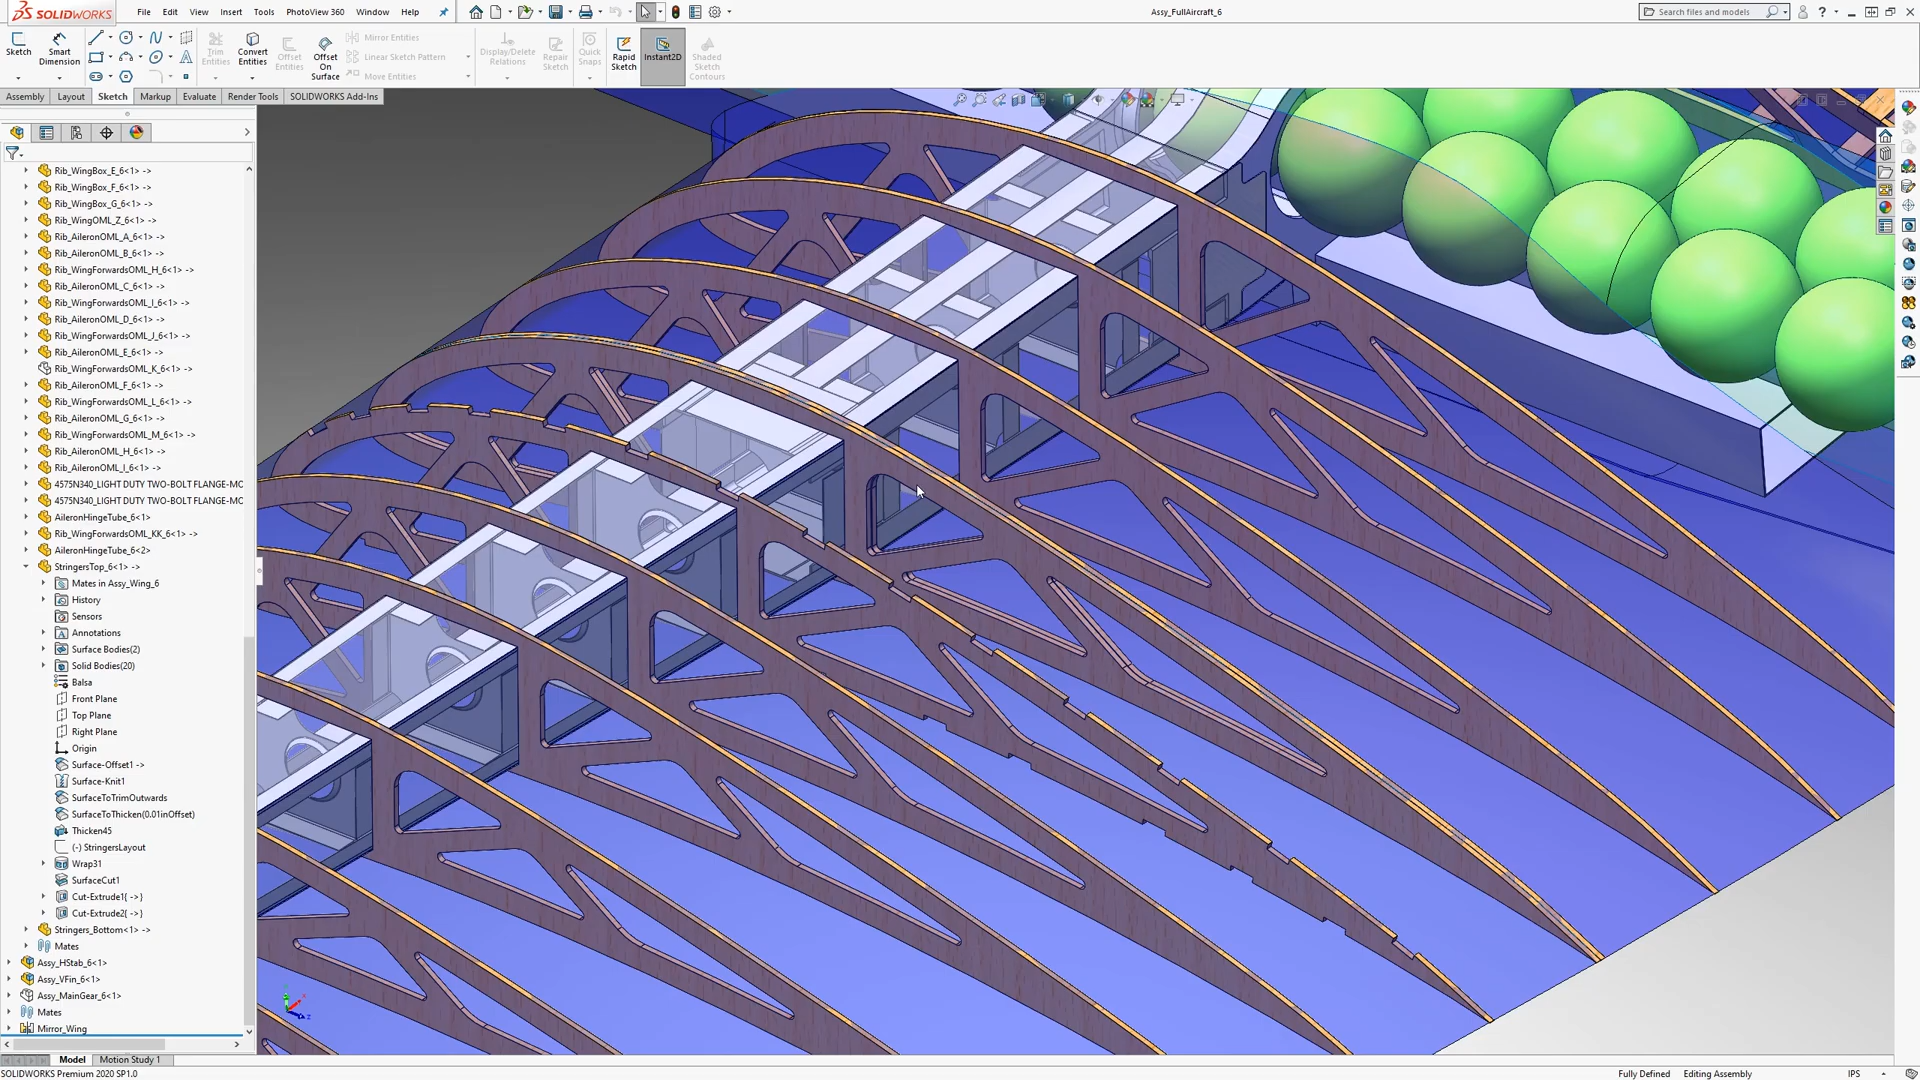 SOLIDWORKS File Edit View Insert Tools PhotoView 360 Window Help
Assy_FullAircraft_6
Search files and models
Sketch
Smart Dimension
Trim Entities
Convert Entities
Offset Entities
Offset On Surface
Mirror Entities
Linear Sketch Pattern
Move Entities
Display/Delete Relations
Repair Sketch
Quick Snaps
Rapid Sketch
Instant2D
Shaded Sketch Contours
Assembly Layout Sketch Markup Evaluate Render Tools SOLIDWORKS Add-Ins
Rib_WingBox_E_6<1> ->
Rib_WingBox_F_6<1> ->
Rib_WingBox_G_6<1> ->
Rib_WingOML_Z_6<1> ->
Rib_AileronOML_A_6<1> ->
Rib_AileronOML_B_6<1> ->
Rib_WingForwardsOML_H_6<1> ->
Rib_AileronOML_C_6<1> ->
Rib_WingForwardsOML_I_6<1> ->
Rib_AileronOML_D_6<1> ->
Rib_WingForwardsOML_J_6<1> ->
Rib_AileronOML_E_6<1> ->
Rib_WingForwardsOML_K_6<1> ->
Rib_AileronOML_F_6<1> ->
Rib_WingForwardsOML_L_6<1> ->
Rib_AileronOML_G_6<1> ->
Rib_WingForwardsOML_M_6<1> ->
Rib_AileronOML_H_6<1> ->
Rib_AileronOML_I_6<1> ->
4575N340_LIGHT DUTY TWO-BOLT FLANGE-MO
4575N340_LIGHT DUTY TWO-BOLT FLANGE-MO
AileronHingeTube_6<1>
Rib_WingForwardsOML_KK_6<1> ->
AileronHingeTube_6<2>
StringersTop_6<1> ->
Mates in Assy_Wing_6
History
Sensors
Annotations
Surface Bodies(2)
Solid Bodies(20)
Balsa
Front Plane
Top Plane
Right Plane
Origin
Surface-Offset1 ->
Surface-Knit1
SurfaceToTrimOutwards
SurfaceToThicken(0.01inOffset)
Thicken45
(-) StringersLayout
Wrap31
SurfaceCut1
Cut-Extrude1{ ->}
Cut-Extrude2{ ->}
Stringers_Bottom<1> ->
Mates
Assy_HStab_6<1>
Assy_VFin_6<1>
Assy_MainGear_6<1>
Mates
Mirror_Wing
Model Motion Study 1
SOLIDWORKS Premium 2020 SP1.0
Fully Defined Editing Assembly IPS